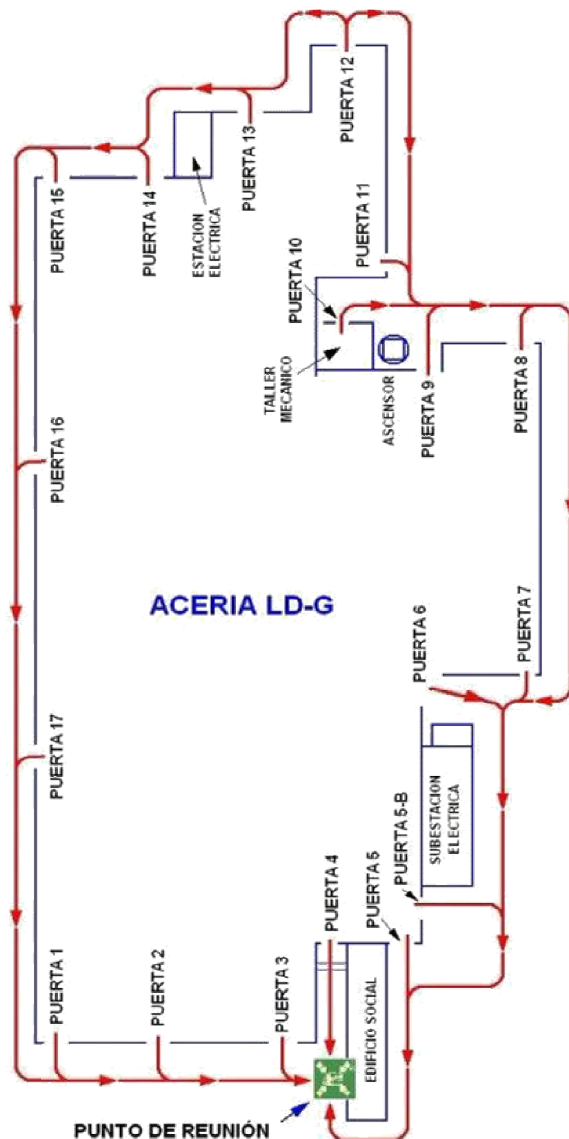 PUERTA 12
PUERTA 13
PUERTA 15
PUERTA 14
ESTACION
ELECTRICA
PUERTA 11
PUERTA 10
TALLER
MECANICO
ASCENSOR
PUERTA 9
PUERTA 8
PUERTA 16
ACERIA LD-G
PUERTA 6
PUERTA 7
PUERTA 17
SUBESTACION
ELECTRICA
PUERTA 5-B
PUERTA 5
PUERTA 4
PUERTA 1
PUERTA 2
PUERTA 3
EDIFICIO SOCIAL
PUNTO DE REUNIÓN